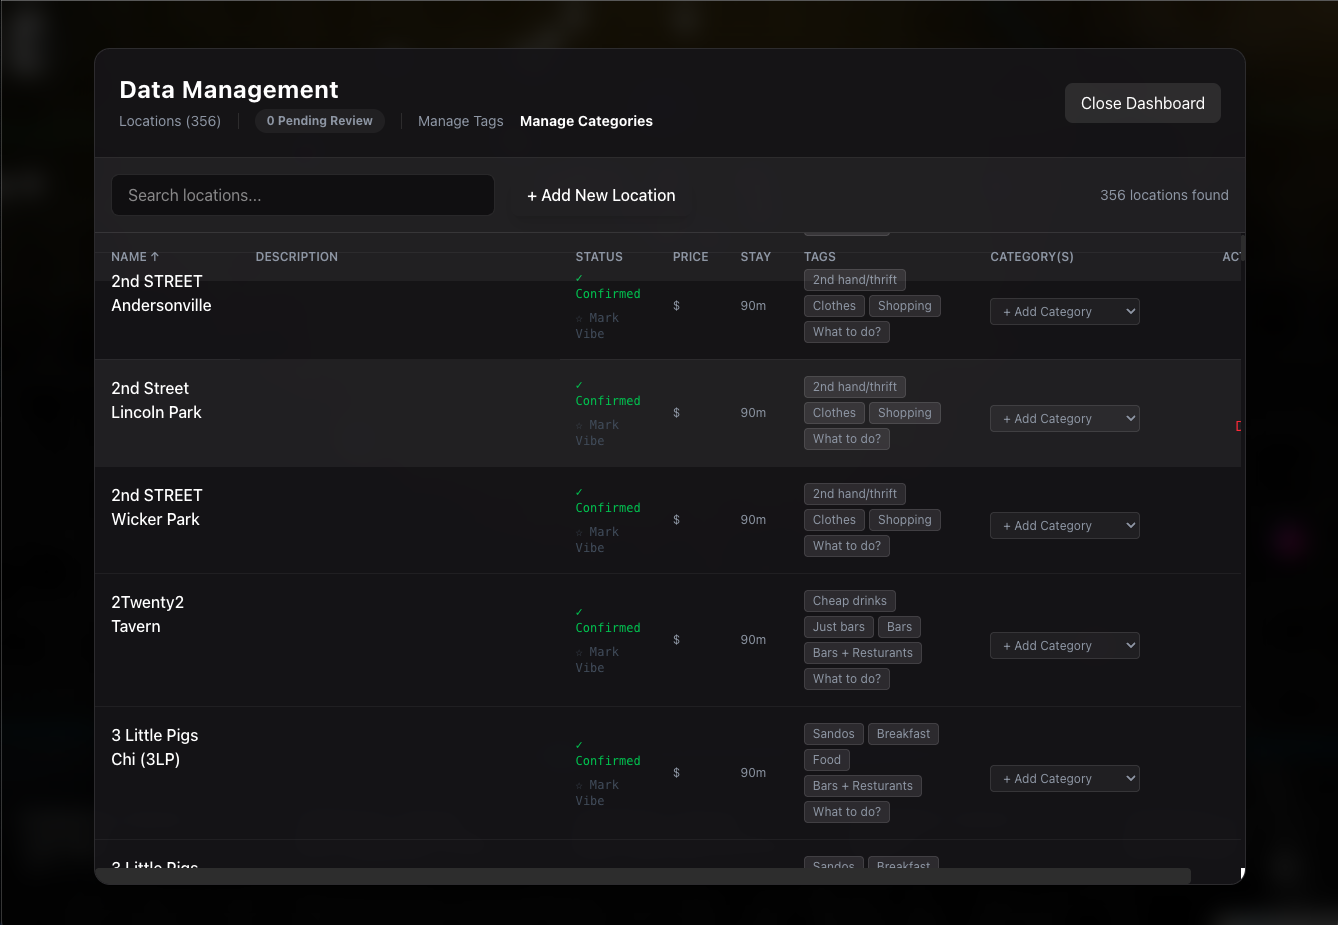 Data Management
Close Dashboard
Locations (356)
0 Pending Review
Manage Tags
Manage Categories
Search locations...
+ Add New Location
356 locations found
NAME ↑
DESCRIPTION
STATUS
PRICE
STAY
TAGS
CATEGORY(S)
2nd STREET
Andersonville
✓
Confirmed
☆ Mark
Vibe
$
90m
2nd hand/thrift
Clothes
Shopping
What to do?
+ Add Category
2nd Street
Lincoln Park
✓
Confirmed
☆ Mark
Vibe
$
90m
2nd hand/thrift
Clothes
Shopping
What to do?
+ Add Category
2nd STREET
Wicker Park
✓
Confirmed
☆ Mark
Vibe
$
90m
2nd hand/thrift
Clothes
Shopping
What to do?
+ Add Category
2Twenty2
Tavern
✓
Confirmed
☆ Mark
Vibe
$
90m
Cheap drinks
Just bars
Bars
Bars + Resturants
What to do?
+ Add Category
3 Little Pigs
Chi (3LP)
✓
Confirmed
☆ Mark
Vibe
$
90m
Sandos
Breakfast
Food
Bars + Resturants
What to do?
+ Add Category
3 Little Pigs
Sandos
Breakfast